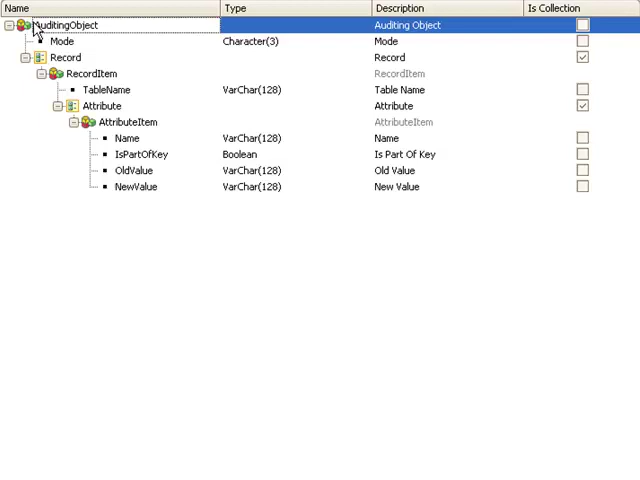 Name Type Description Is Collection
AuditingObject Auditing Object
Mode Character(3) Mode
Record Record
RecordItem RecordItem
TableName VarChar(128) Table Name
Attribute Attribute
AttributeItem AttributeItem
Name VarChar(128) Name
IsPartOfKey Boolean Is Part Of Key
OldValue VarChar(128) Old Value
NewValue VarChar(128) New Value